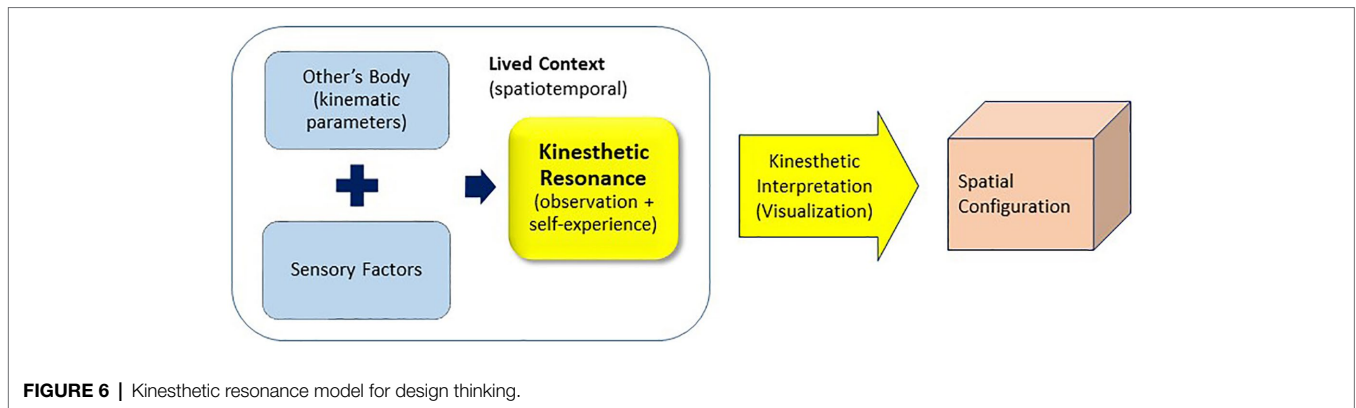 Other’s Body
(kinematic
parameters)
Sensory Factors
Lived Context
(spatiotemporal)
Kinesthetic
Resonance
(observation +
self-experience)
Kinesthetic
Interpretation
(Visualization)
Spatial
Configuration
FIGURE 6 | Kinesthetic resonance model for design thinking.